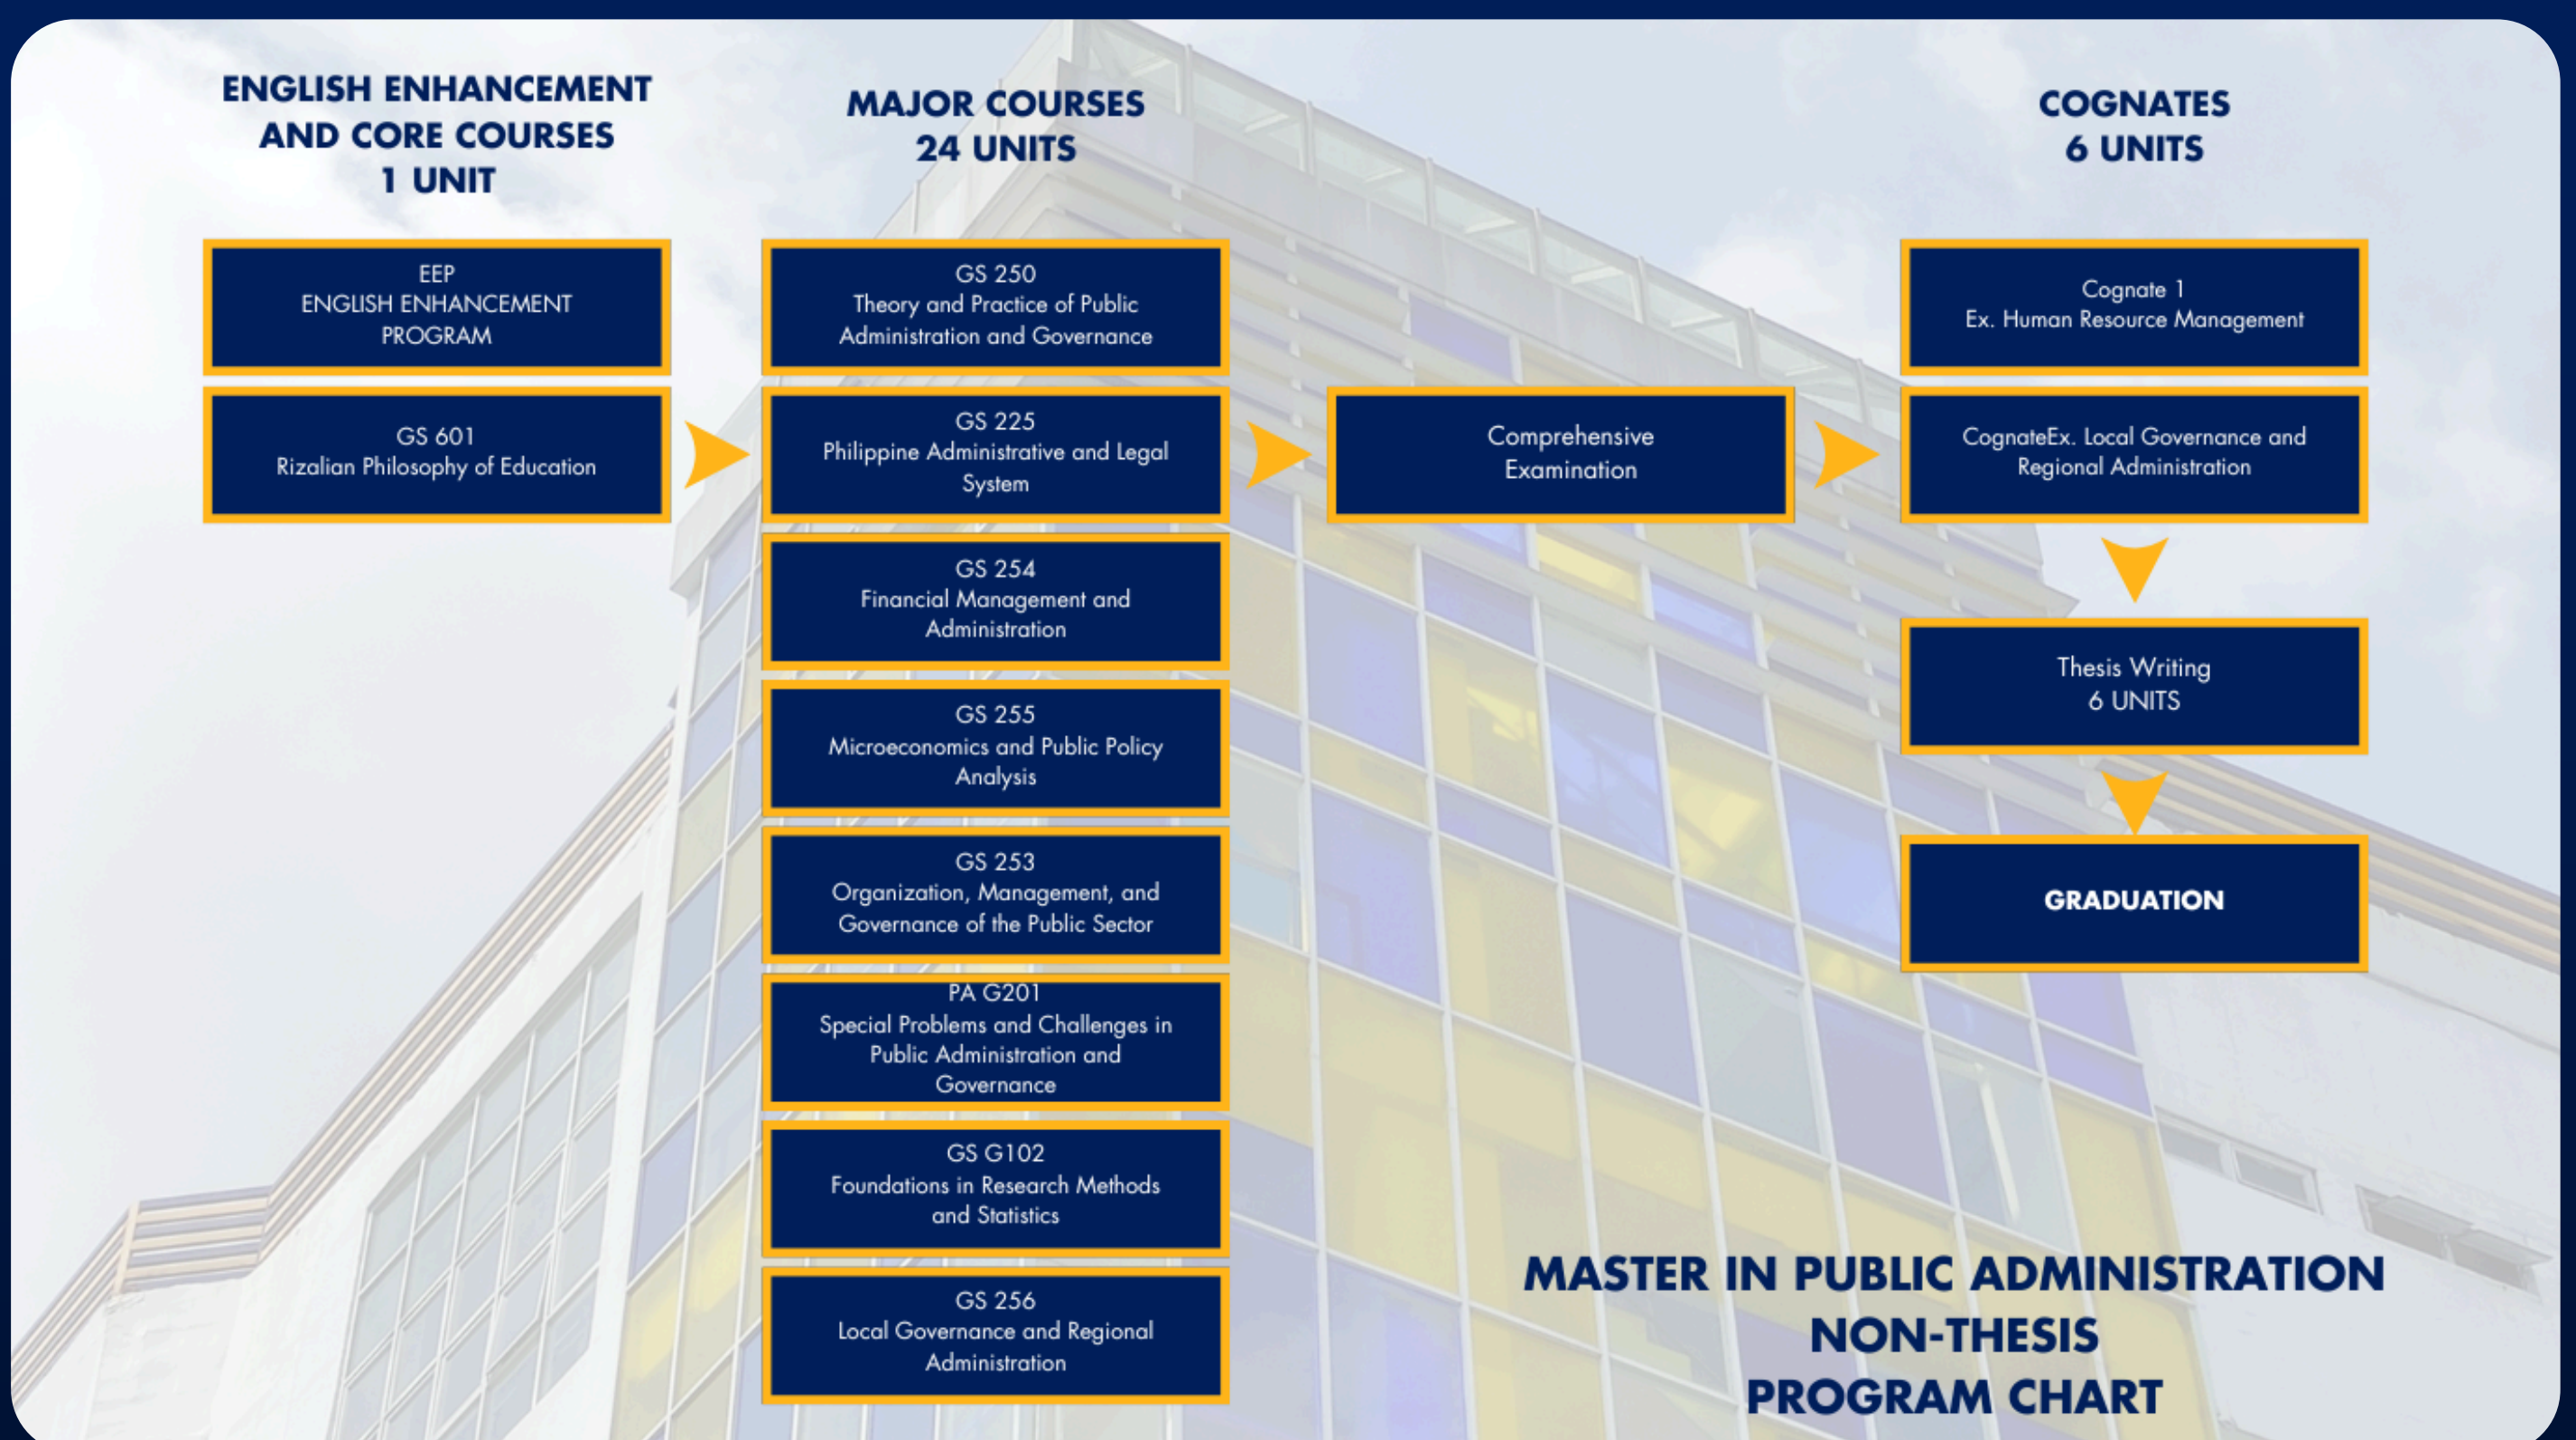 ENGLISH ENHANCEMENT
AND CORE COURSES
1 UNIT
EEP
ENGLISH ENHANCEMENT
PROGRAM
GS 601
Rizalian Philosophy of Education
MAJOR COURSES
24 UNITS
GS 250
Theory and Practice of Public
Administration and Governance
GS 225
Philippine Administrative and Legal
System
GS 254
Financial Management and
Administration
GS 255
Microeconomics and Public Policy
Analysis
GS 253
Organization, Management, and
Governance of the Public Sector
PA G201
Special Problems and Challenges in
Public Administration and
Governance
GS G102
Foundations in Research Methods
and Statistics
GS 256
Local Governance and Regional
Administration
Comprehensive
Examination
COGNATES
6 UNITS
Cognate 1
Ex. Human Resource Management
CognateEx. Local Governance and
Regional Administration
Thesis Writing
6 UNITS
GRADUATION
MASTER IN PUBLIC ADMINISTRATION
NON-THESIS
PROGRAM CHART